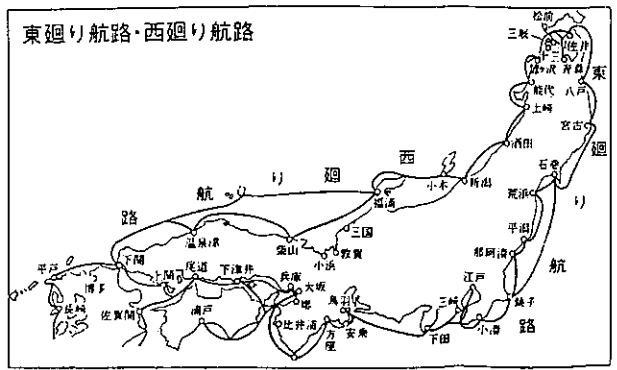 東廻り航路・西廻り航路
松前
三厩
佐井
十三
鰺ヶ沢
青森
能代
八戸
土崎
宮古
酒田
石巻
小木
新潟
荒浜
福浦
平潟
三国
那珂湊
温泉津
柴山
敦賀
小浜
下関
平戸
博多
長崎
上関
尾道
下津井
兵庫
大坂
堺
鳥羽
江戸
銚子
佐賀関
浦戸
比井浦
方座
安乗
下田
三崎
小湊
東廻り航路
西廻り航路